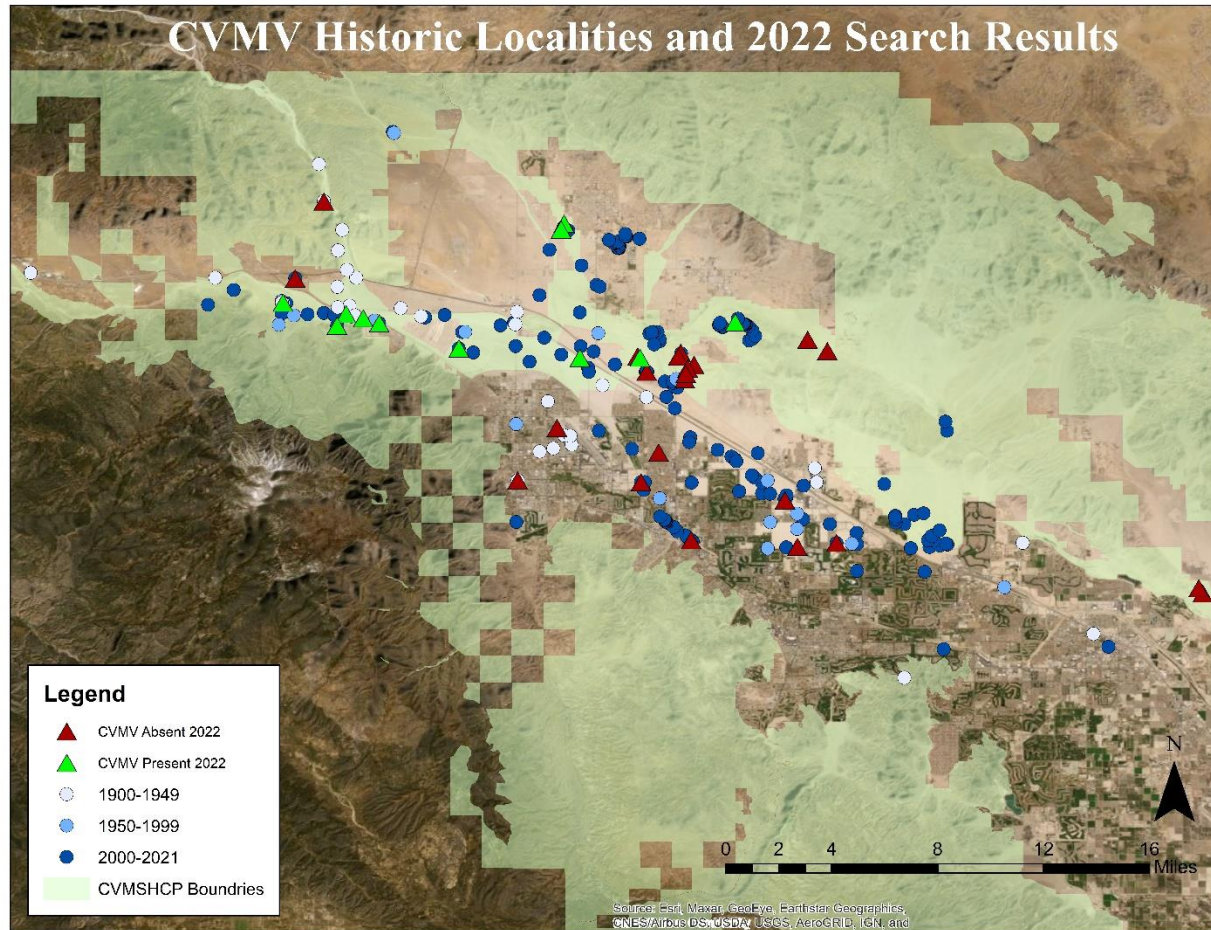 CVMV Historic Localities and 2022 Search Results
Legend
CVMV Absent 2022
CVMV Present 2022
1900-1949
1950-1999
2000-2021
CVMSHCP Boundries
N
0 2 4 8 12 16
Miles
Source: Esri, Maxar, GeoEye, Earthstar Geographics,
CNES/Airbus DS, USDA, USGS, AeroGRID, IGN, and